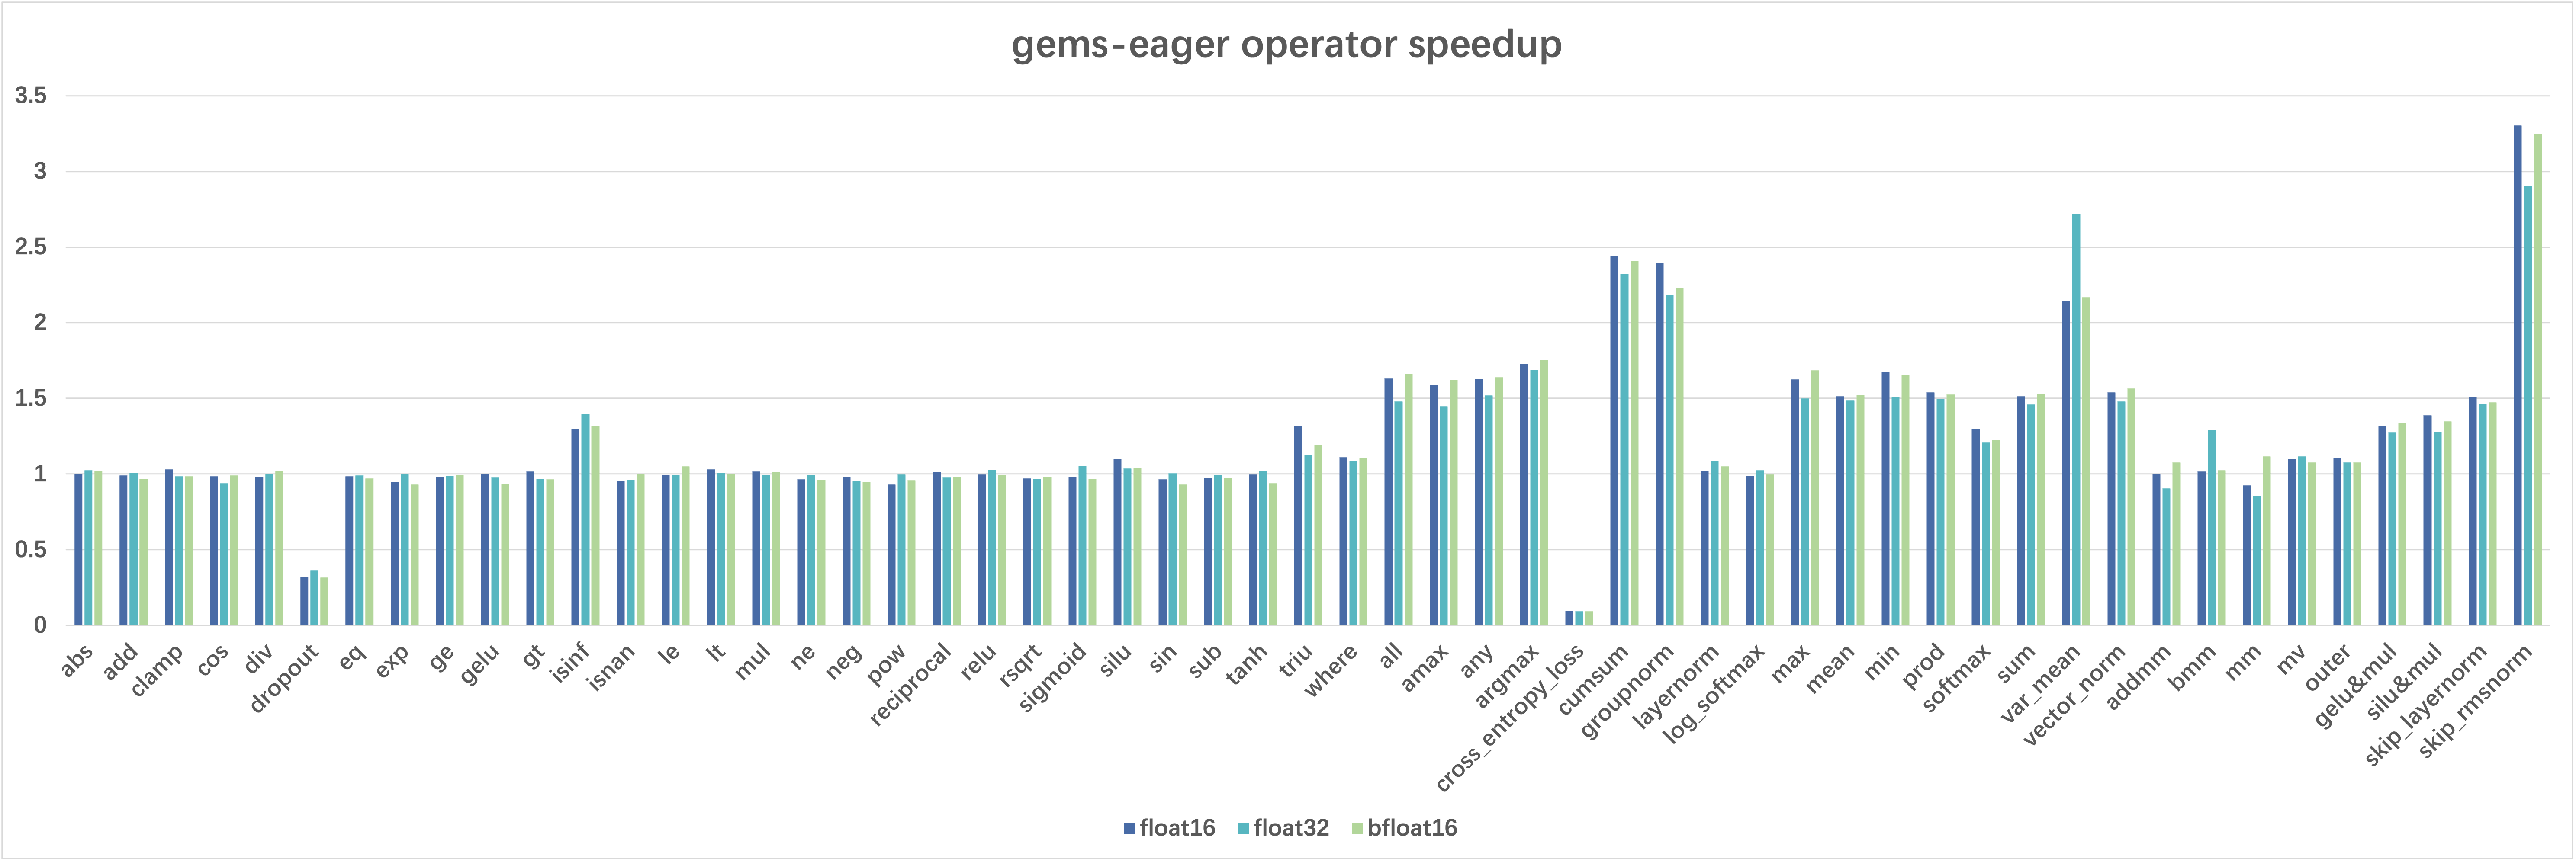 gems-eager operator speedup
3.5
3
2.5
2
1.5
1
0.5
0
abs
add
clamp
cos
div
dropout
eq
exp
ge
gelu
gt
isinf
isnan
le
lt
mul
ne
neg
pow
reciprocal
relu
rsqrt
sigmoid
silu
sin
sub
tanh
triu
where
all
amax
any
argmax
cross_entropy_loss
cumsum
groupnorm
layernorm
log_softmax
max
mean
min
prod
softmax
sum
var_mean
vector_norm
addmm
bmm
mm
mv
outer
gelu&mul
silu&mul
skip_layernorm
skip_rmsnorm
float16 float32 bfloat16